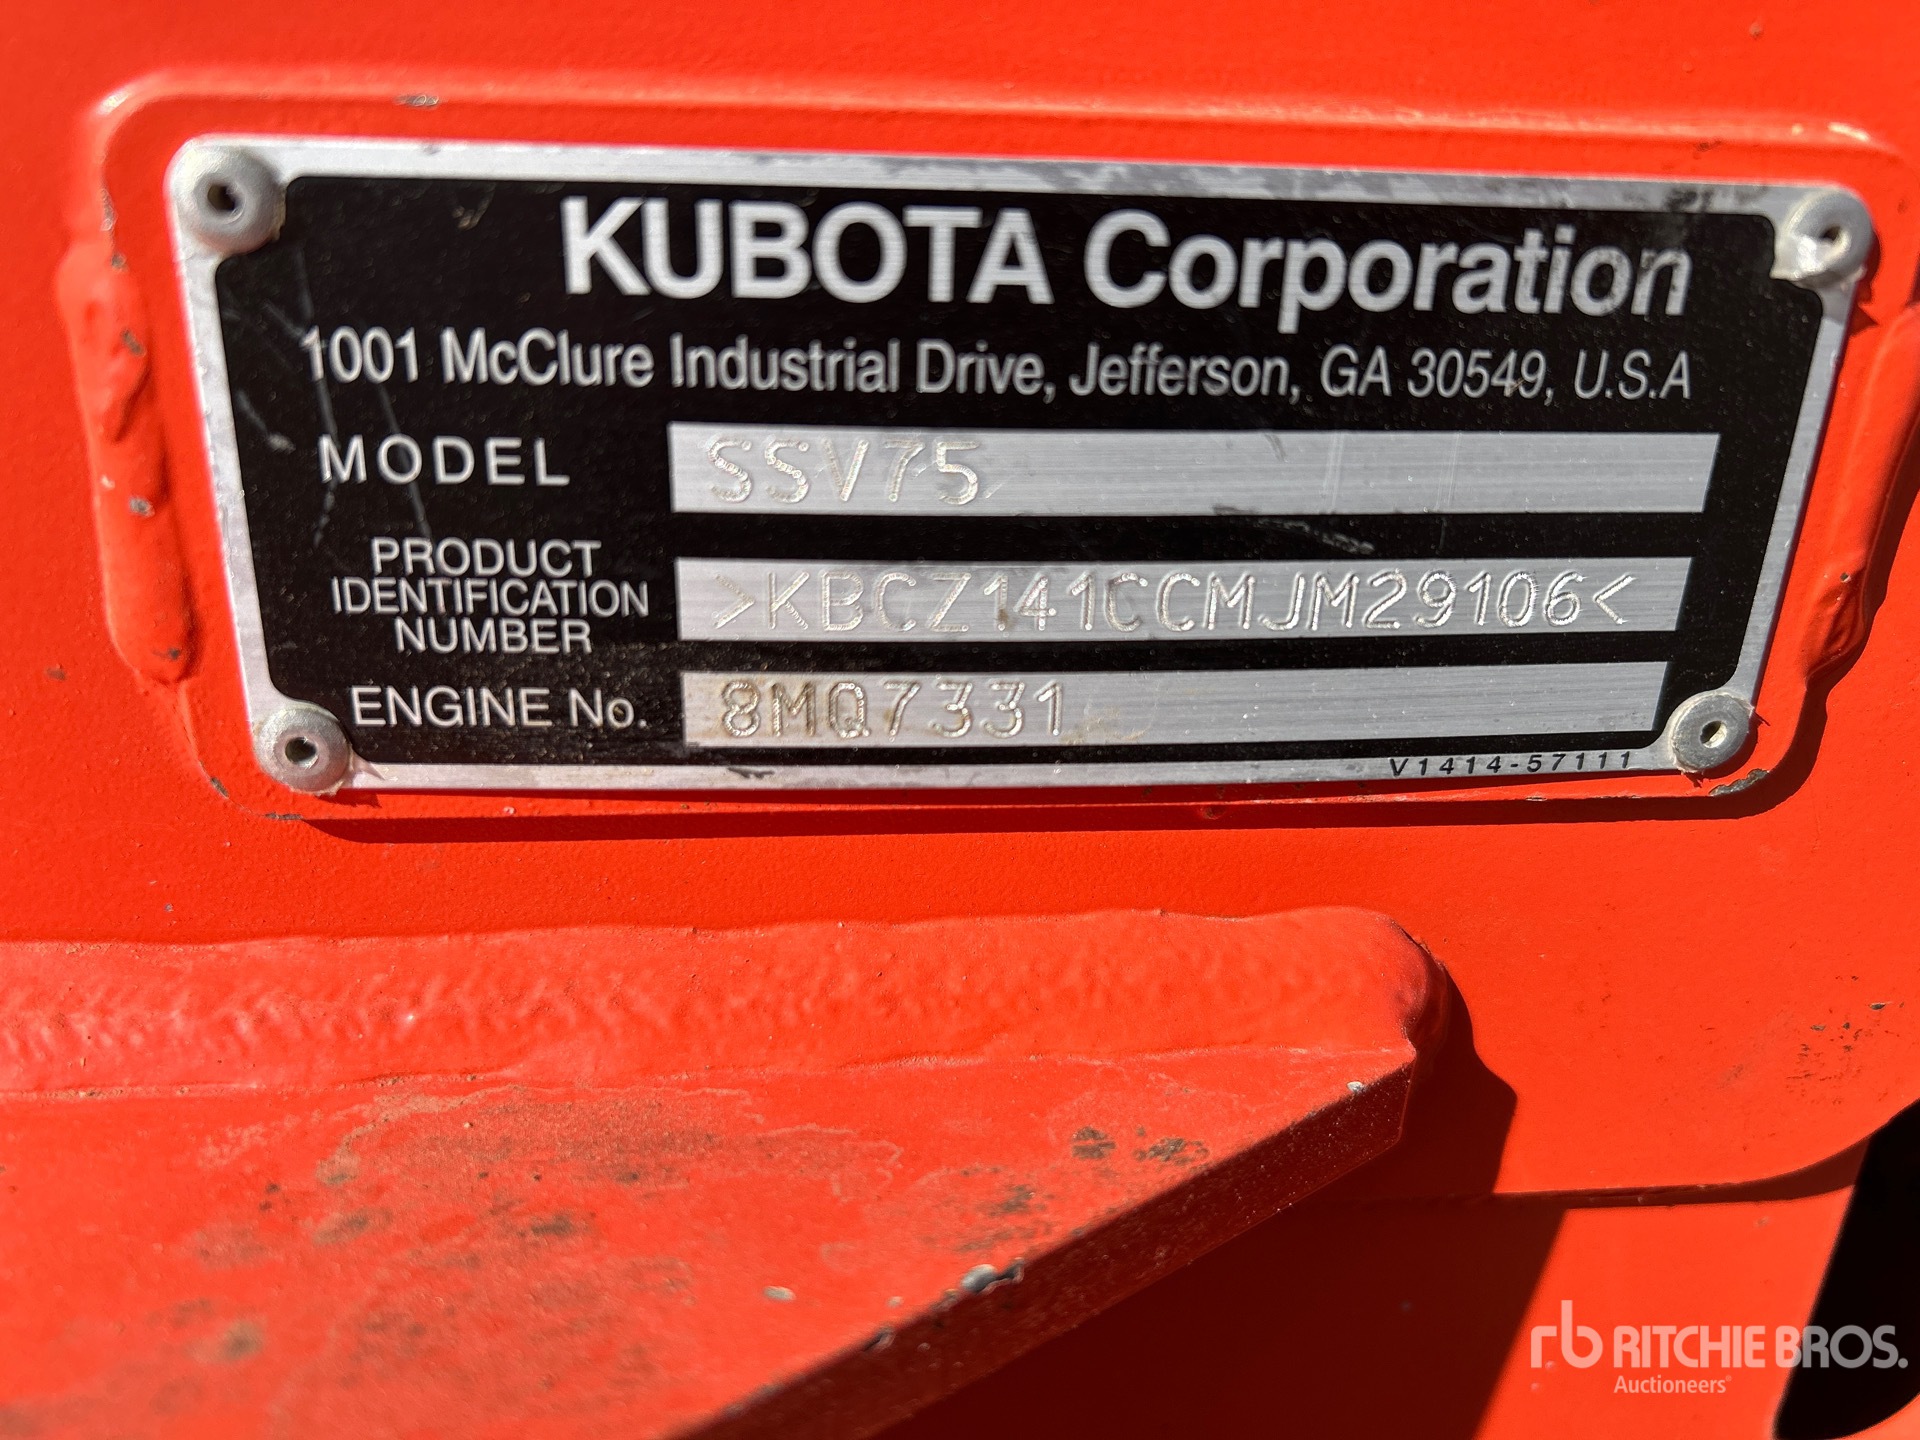 KUBOTA Corporation
1001 McClure Industrial Drive, Jefferson, GA 30549, U.S.A
MODEL SSV75
PRODUCT
IDENTIFICATION
NUMBER >KBCZ141CCMJM29106<
ENGINE No. 8MQ7331
V1414-57111
rb RITCHIE BROS.
Auctioneers